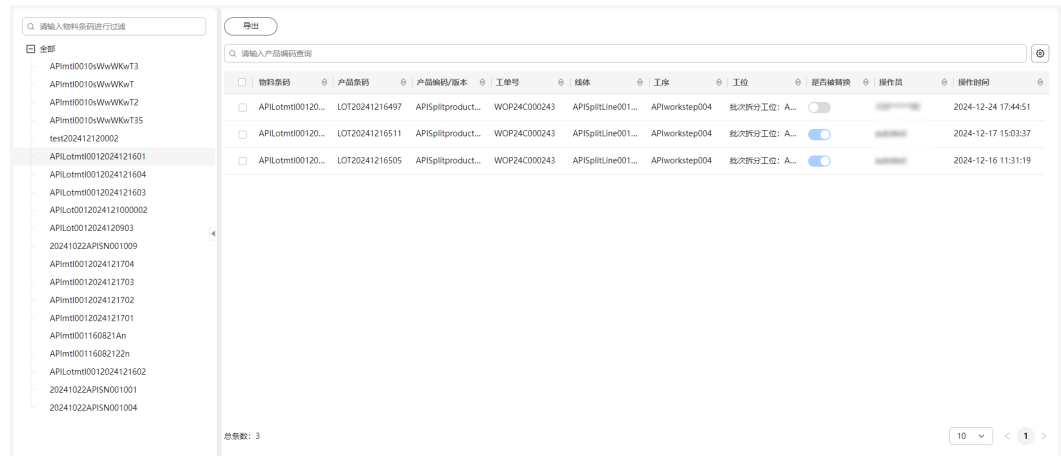 请输入物料条码进行过滤
全部
APImtl0010sWwWKwT3
APImtl0010sWwWKwT
APImtl0010sWwWKwT2
APImtl0010sWwWKwT35
test202412120002
APILotmtl0012024121601
APILotmtl0012024121604
APILotmtl0012024121603
APILot0012024121000002
APILot0012024120903
20241022APISN001009
APImtl0012024121704
APImtl0012024121703
APImtl0012024121702
APImtl0012024121701
APImtl001160821An
APImtl00116082122n
APILotmtl0012024121602
20241022APISN001001
20241022APISN001004
导出
请输入产品编码查询
物料条码 产品条码 产品编码/版本 工单号 线体 工序 工位 是否被替换 操作员 操作时间
APILotmtl00120... LOT20241216497 APISplitproduct... WOP24C000243 APISplitLine001... APIworkstep004 批次拆分工位：A... 2024-12-24 17:44:51
APILotmtl00120... LOT20241216511 APISplitproduct... WOP24C000243 APISplitLine001... APIworkstep004 批次拆分工位：A... 2024-12-17 15:03:37
APILotmtl00120... LOT20241216505 APISplitproduct... WOP24C000243 APISplitLine001... APIworkstep004 批次拆分工位：A... 2024-12-16 11:31:19
总条数：3
10 < 1 >